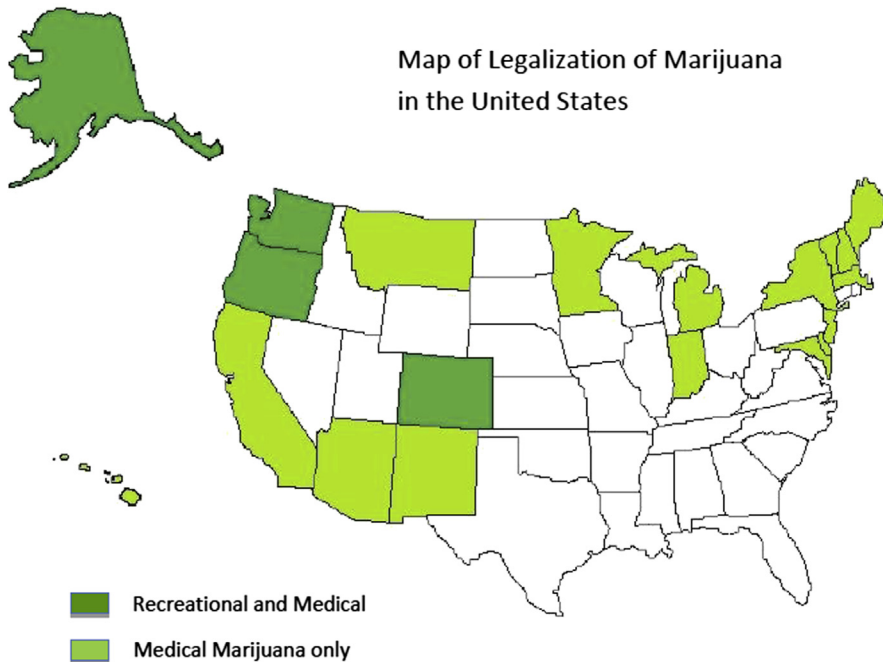 Map of Legalization of Marijuana
in the United States
Recreational and Medical
Medical Marijuana only